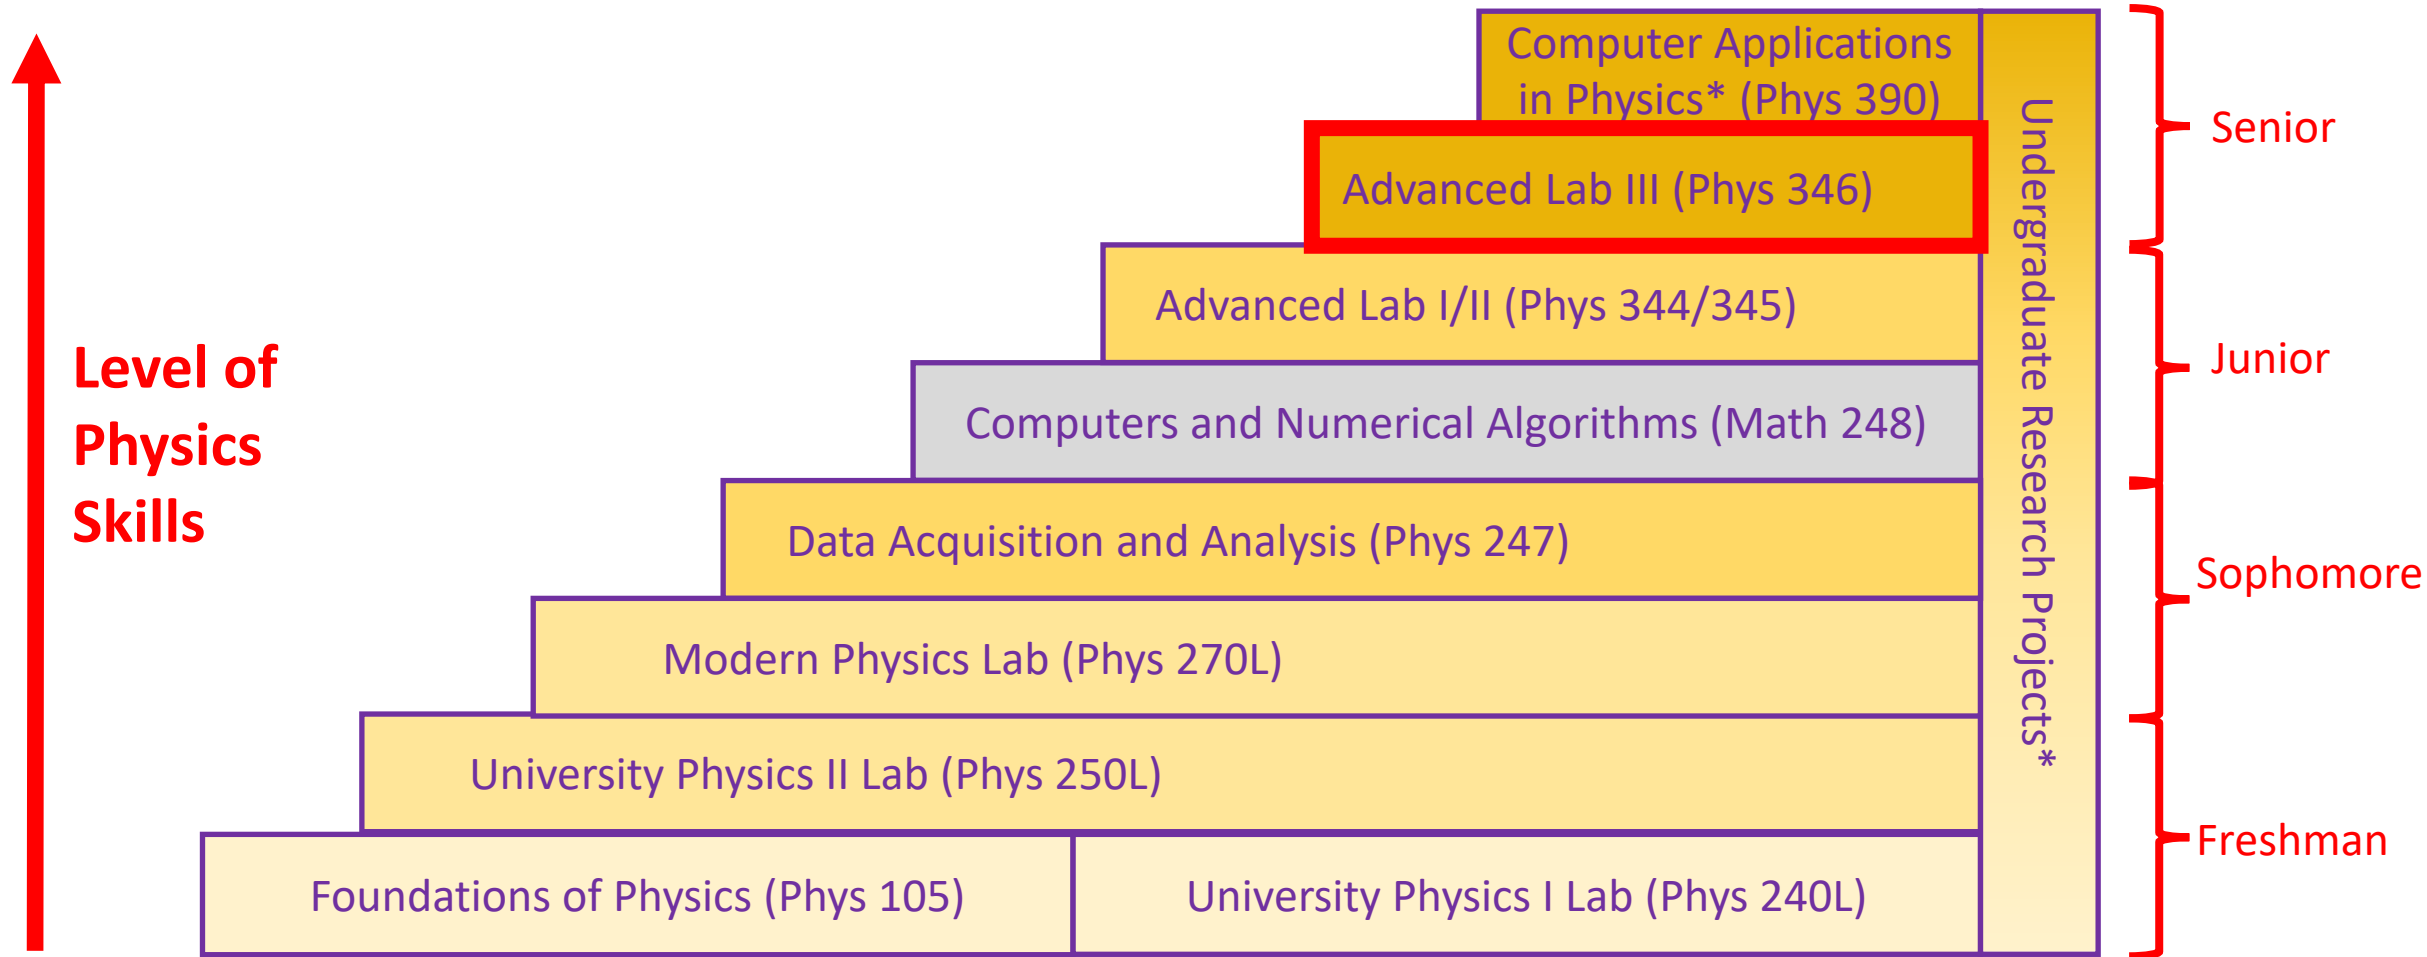 Computer Applications
in Physics* (Phys 390)
Advanced Lab III (Phys 346)
Advanced Lab I/II (Phys 344/345)
Computers and Numerical Algorithms (Math 248)
Data Acquisition and Analysis (Phys 247)
Modern Physics Lab (Phys 270L)
University Physics II Lab (Phys 250L)
Foundations of Physics (Phys 105)
University Physics I Lab (Phys 240L)
Undergraduate Research Projects*
Level of
Physics
Skills
Senior
Junior
Sophomore
Freshman